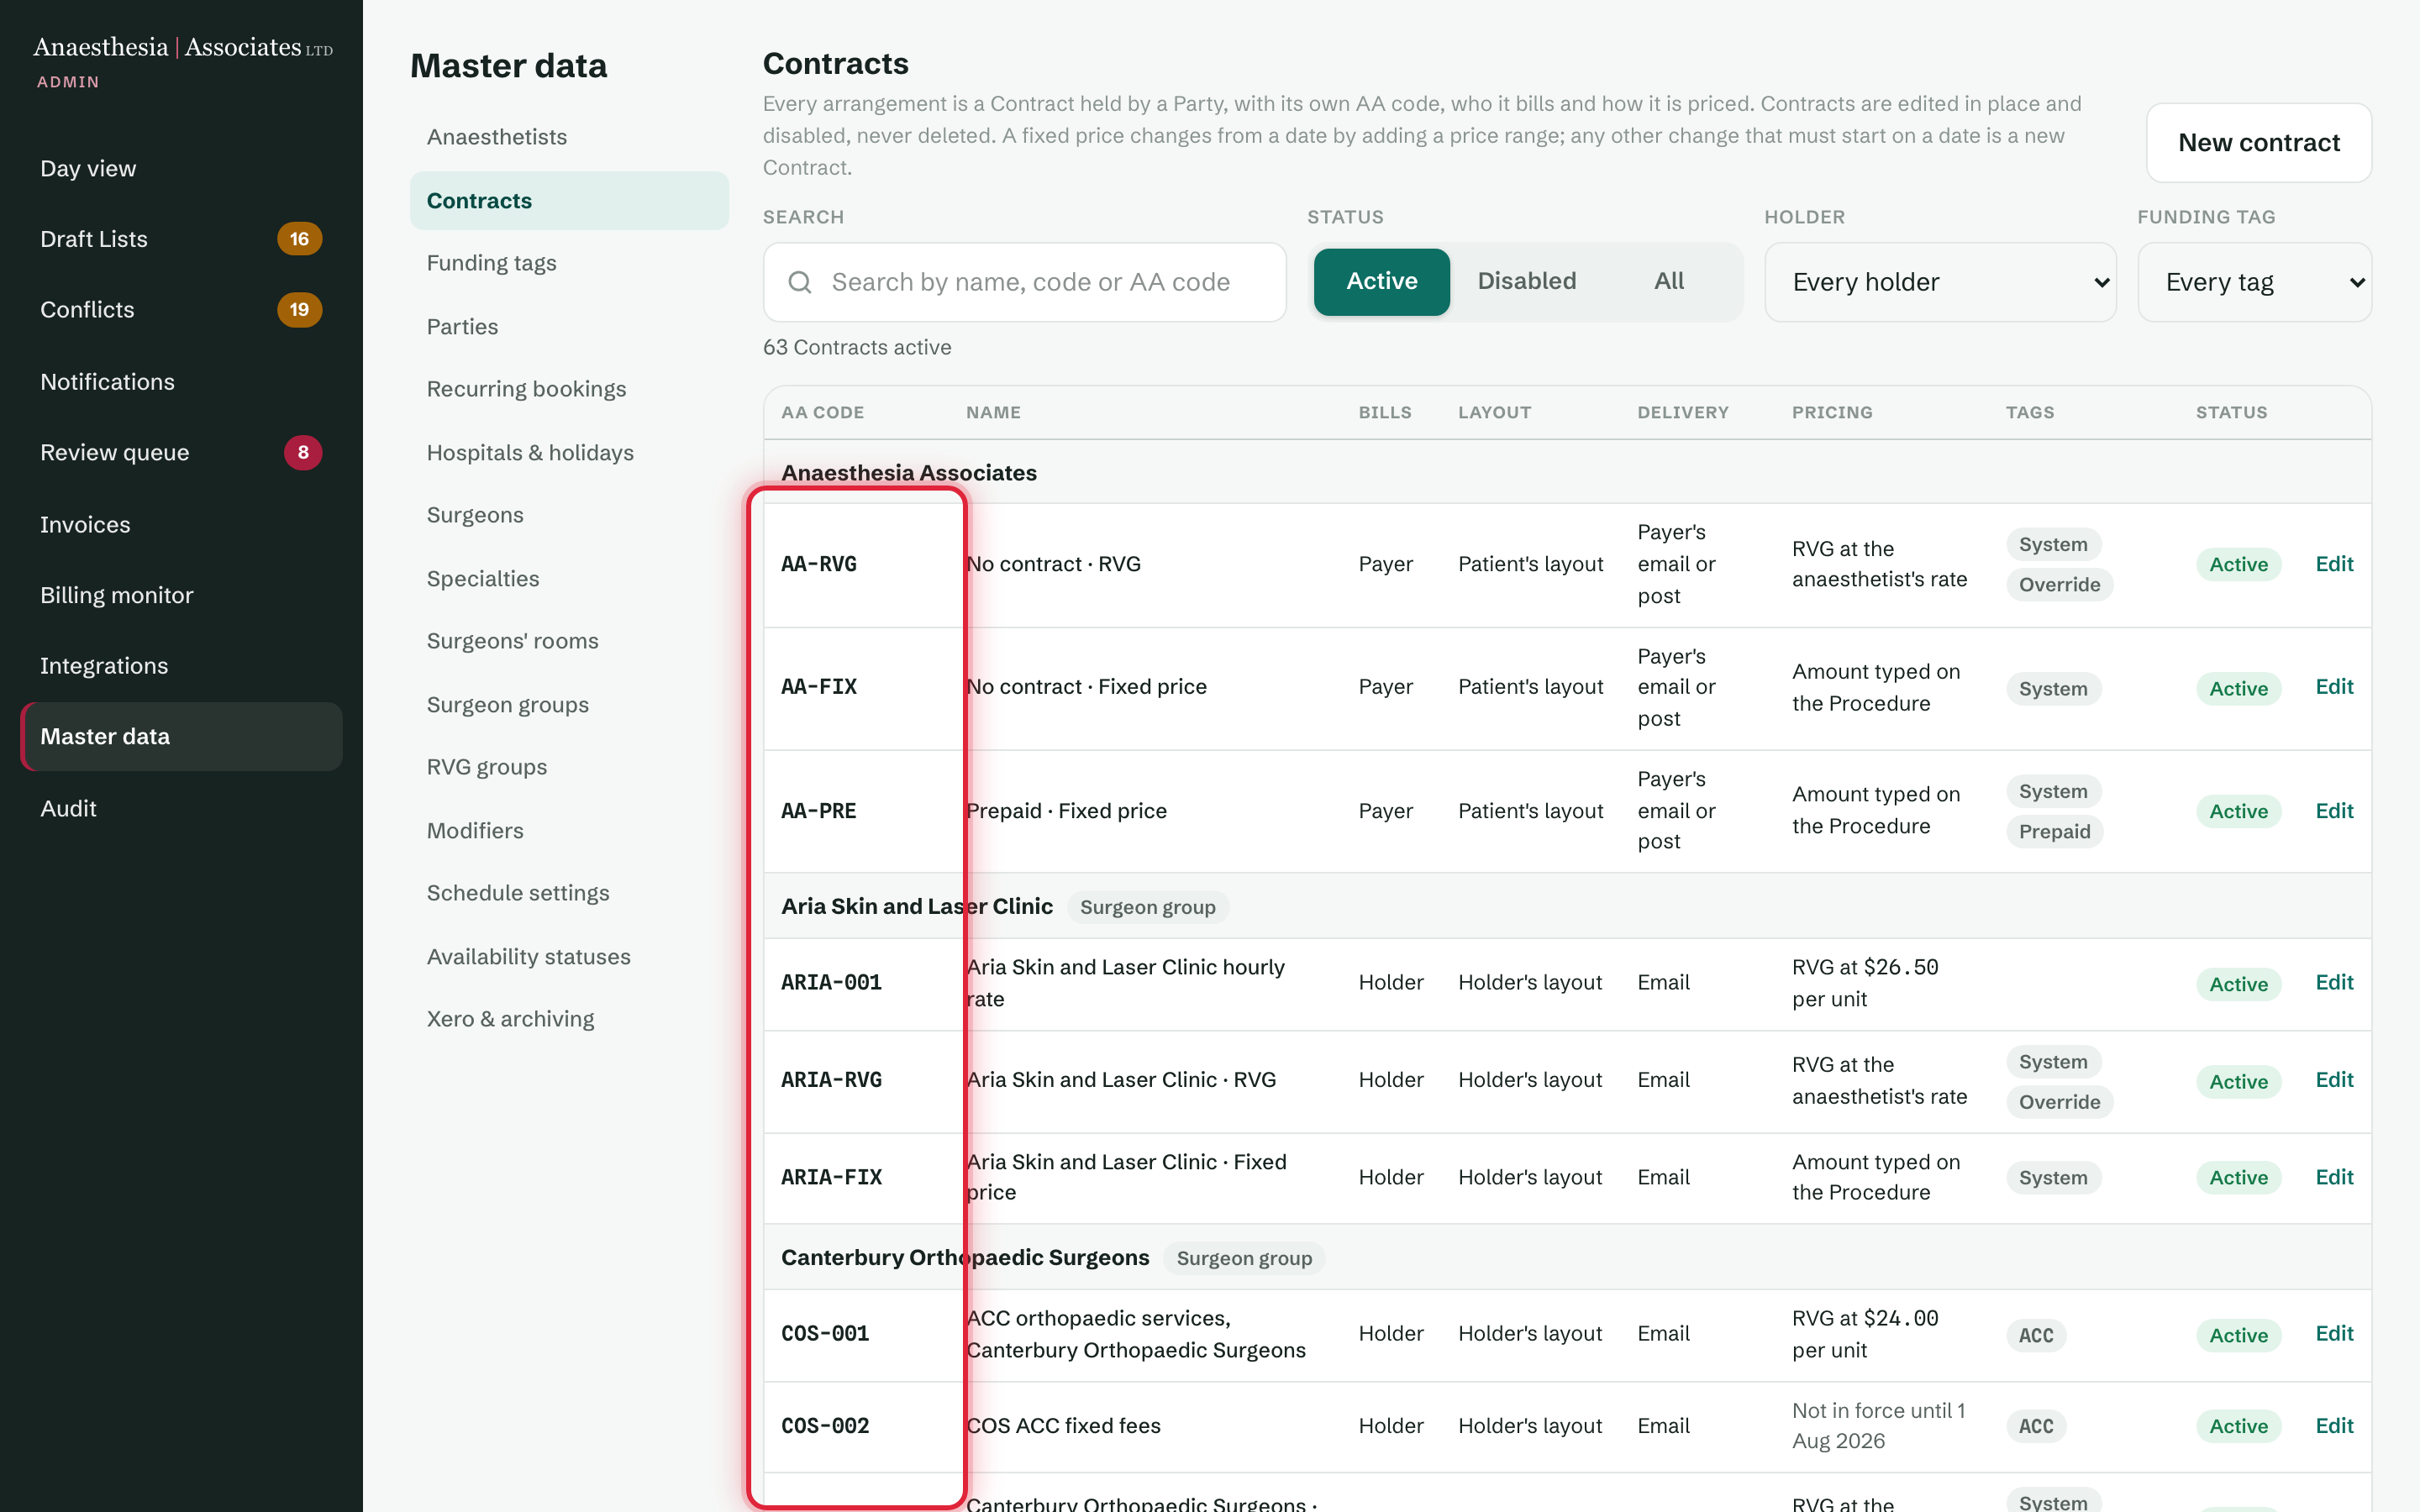 Anaesthesia | Associates LTD
ADMIN
Day view
Draft Lists 16
Conflicts 19
Notifications
Review queue 8
Invoices
Billing monitor
Integrations
Master data
Audit
Master data
Anaesthetists
Contracts
Funding tags
Parties
Recurring bookings
Hospitals & holidays
Surgeons
Specialties
Surgeons' rooms
Surgeon groups
RVG groups
Modifiers
Schedule settings
Availability statuses
Xero & archiving
Contracts
Every arrangement is a Contract held by a Party, with its own AA code, who it bills and how it is priced. Contracts are edited in place and
disabled, never deleted. A fixed price changes from a date by adding a price range; any other change that must start on a date is a new
Contract.
New contract
SEARCH STATUS HOLDER FUNDING TAG
Search by name, code or AA code Active Disabled All Every holder Every tag
63 Contracts active
AA CODE NAME BILLS LAYOUT DELIVERY PRICING TAGS STATUS
Anaesthesia Associates
AA-RVG No contract · RVG Payer Patient's layout Payer's email or post RVG at the anaesthetist's rate System Override Active Edit
AA-FIX No contract · Fixed price Payer Patient's layout Payer's email or post Amount typed on the Procedure System Active Edit
AA-PRE Prepaid · Fixed price Payer Patient's layout Payer's email or post Amount typed on the Procedure System Prepaid Active Edit
Aria Skin and Laser Clinic Surgeon group
ARIA-001 Aria Skin and Laser Clinic hourly rate Holder Holder's layout Email RVG at $26.50 per unit Active Edit
ARIA-RVG Aria Skin and Laser Clinic · RVG Holder Holder's layout Email RVG at the anaesthetist's rate System Override Active Edit
ARIA-FIX Aria Skin and Laser Clinic · Fixed price Holder Holder's layout Email Amount typed on the Procedure System Active Edit
Canterbury Orthopaedic Surgeons Surgeon group
COS-001 ACC orthopaedic services, Canterbury Orthopaedic Surgeons Holder Holder's layout Email RVG at $24.00 per unit ACC Active Edit
COS-002 COS ACC fixed fees Holder Holder's layout Email Not in force until 1 Aug 2026 ACC Active Edit
Canterbury Orthopaedic Surgeons · RVG at the System